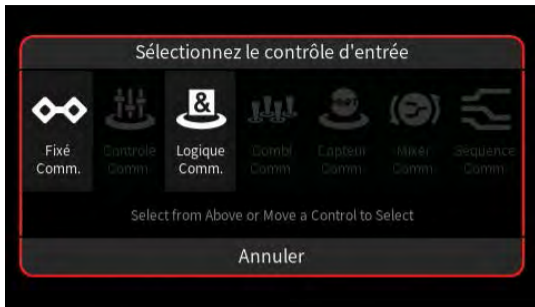 Sélectionnez le contrôle d'entrée
&
Fixé Controle Logique Combi Capteur Mixer Sequence
Comm. Comm. Comm. Comm. Comm. Comm. Comm.
Select from Above or Move a Control to Select
Annuler